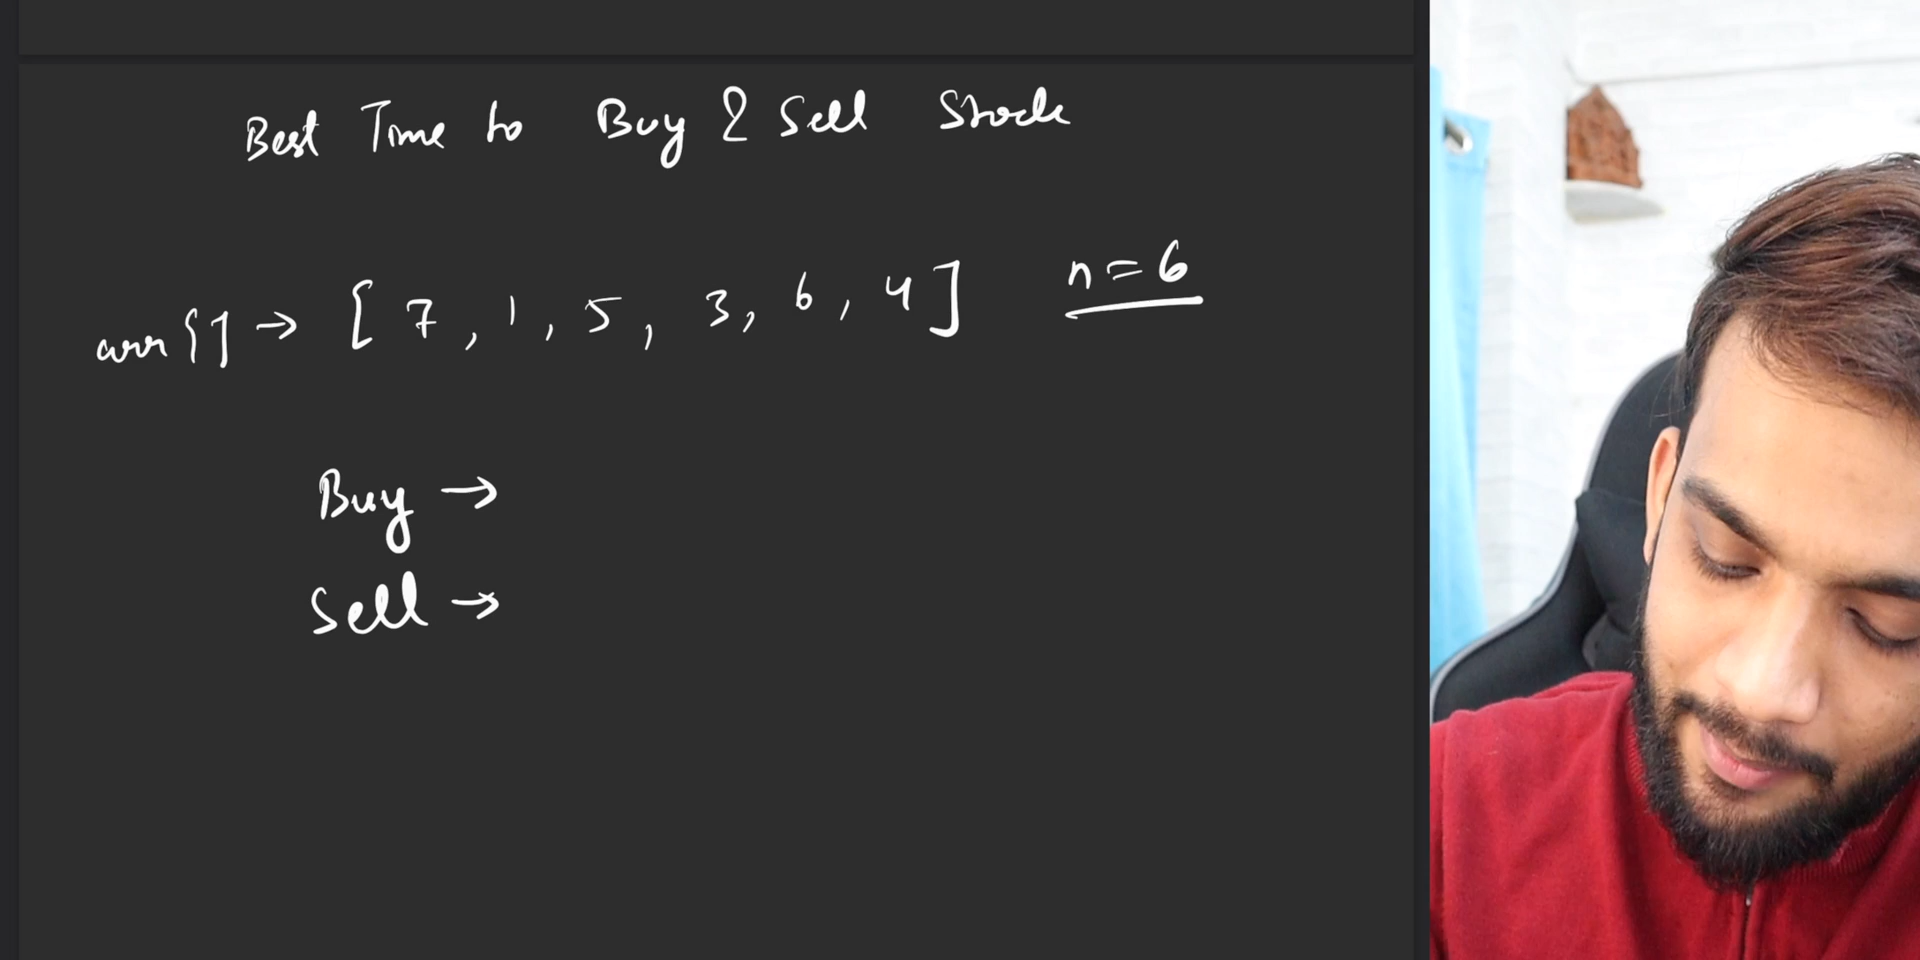 Best Time to Buy & Sell Stock
arr[] → [7, 1, 5, 3, 6, 4] n=6
Buy →
Sell →